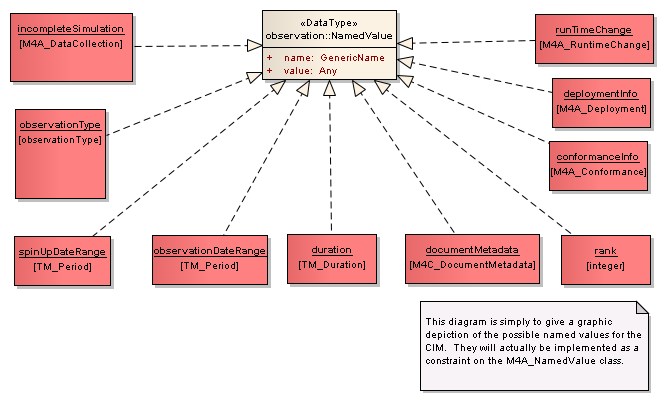 «DataType»
observation::NamedValue
+ name: GenericName
+ value: Any
incompleteSimulation
[M4A_DataCollection]
runTimeChange
[M4A_RuntimeChange]
deploymentInfo
[M4A_Deployment]
observationType
[observationType]
conformanceInfo
[M4A_Conformance]
spinUpDateRange
[TM_Period]
observationDateRange
[TM_Period]
duration
[TM_Duration]
documentMetadata
[M4C_DocumentMetadata]
rank
[integer]
This diagram is simply to give a graphic
depiction of the possible named values for the
CIM. They will actually be implemented as a
constraint on the M4A_NamedValue class.